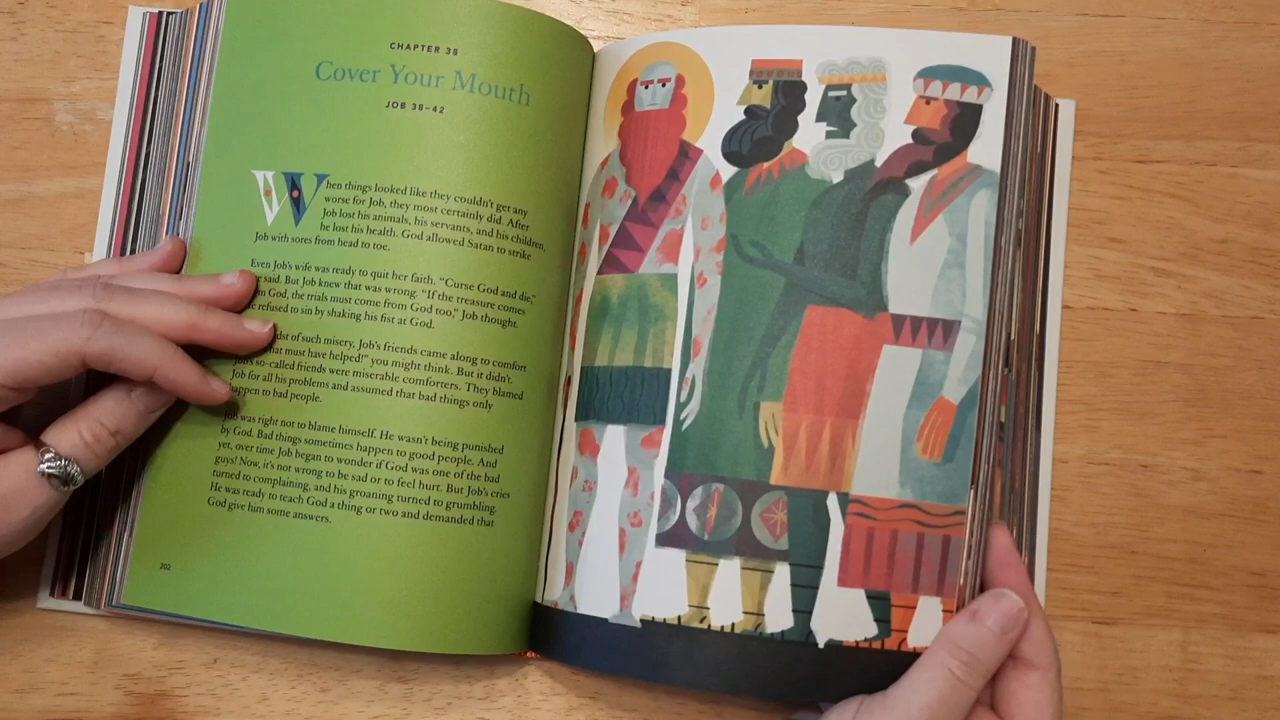 CHAPTER 38
Cover Your Mouth
JOB 38–42
When things looked like they couldn't get any
worse for Job, they most certainly did. After
Job lost his animals, his servants, and his children,
he lost his health. God allowed Satan to strike
Job with sores from head to toe.
Even Job's wife was ready to quit her faith. "Curse God and die,"
said. But Job knew that was wrong. "If the treasure comes
God, the trials must come from God too," Job thought.
refused to sin by shaking his fist at God.
of such misery, Job's friends came along to comfort
must have helped!" you might think. But it didn't.
Job's so-called friends were miserable comforters. They blamed
Job for all his problems and assumed that bad things only
happen to bad people.
Job was right not to blame himself. He wasn't being punished
by God. Bad things sometimes happen to good people. And
yet, over time Job began to wonder if God was one of the bad
guys! Now, it's not wrong to be sad or to feel hurt. But Job's cries
turned to complaining, and his groaning turned to grumbling.
He was ready to teach God a thing or two and demanded that
God give him some answers.
202